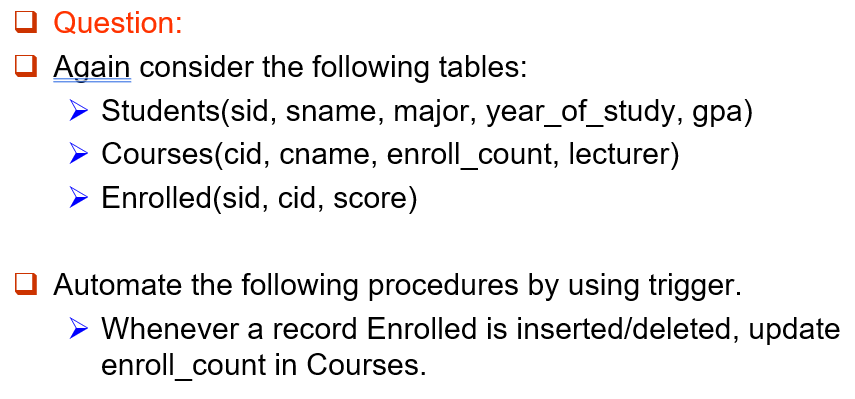 Question:
Again consider the following tables:
Students(sid, sname, major, year_of_study, gpa)
Courses(cid, cname, enroll_count, lecturer)
Enrolled(sid, cid, score)
Automate the following procedures by using trigger.
Whenever a record Enrolled is inserted/deleted, update
enroll_count in Courses.